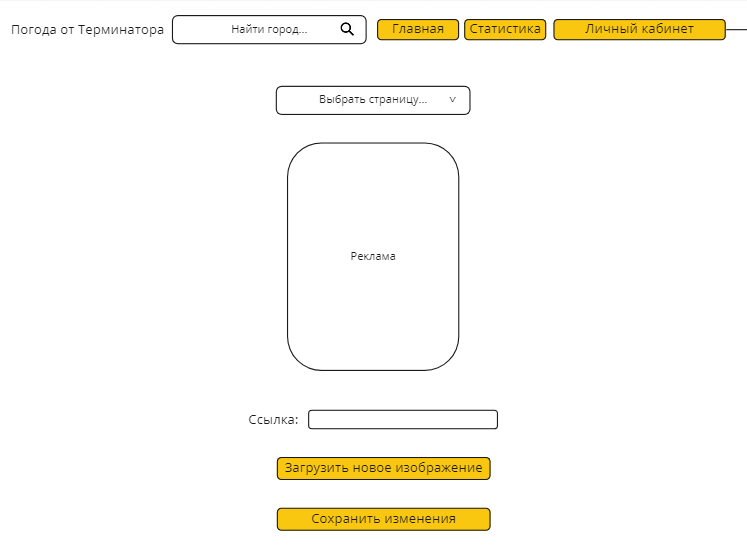 Погода от Терминатора
Найти город...
Главная
Статистика
Личный кабинет
Выбрать страницу...
Реклама
Ссылка:
Загрузить новое изображение
Сохранить изменения